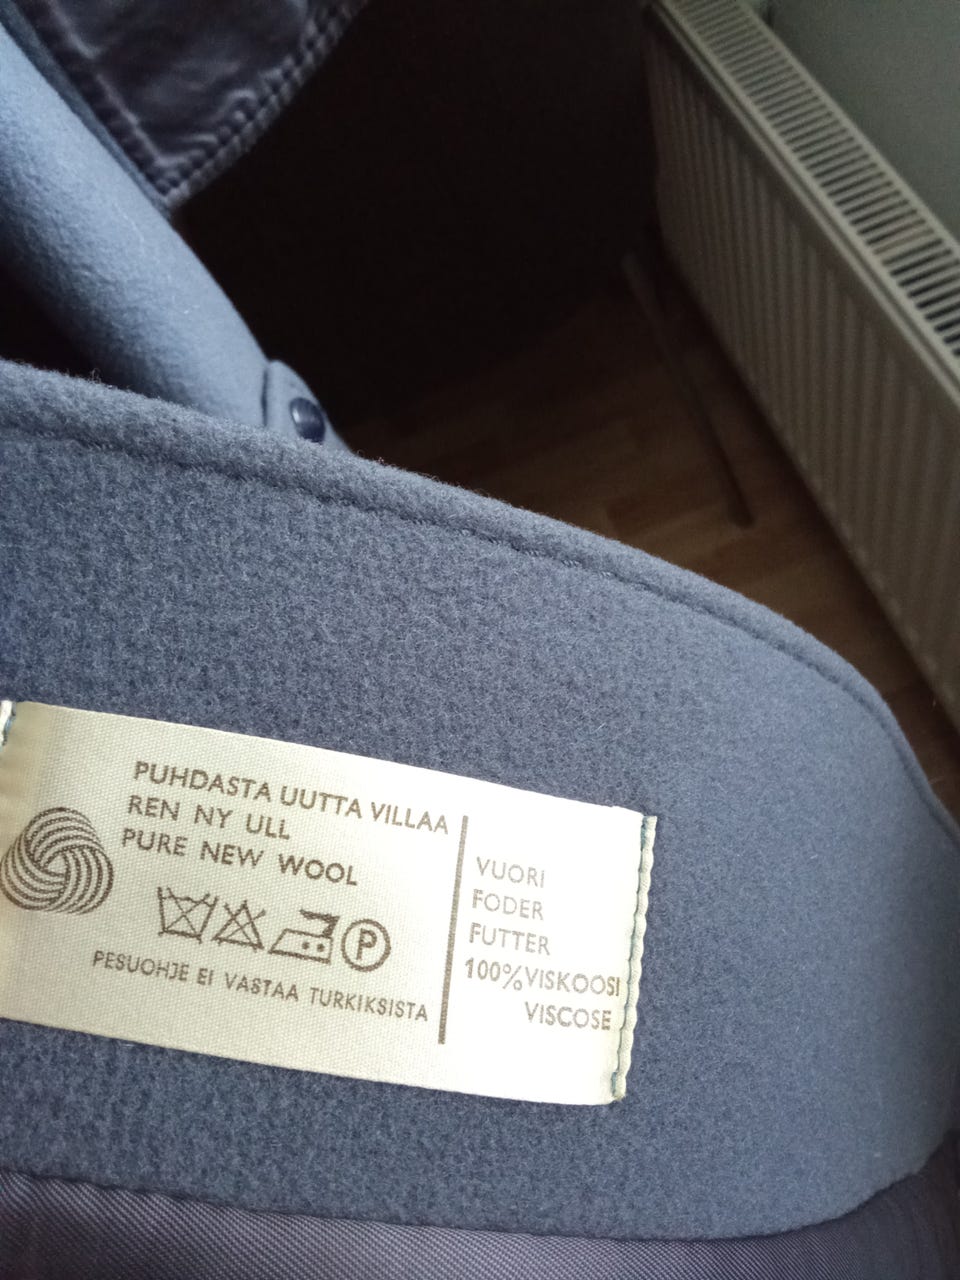 PUHDASTA UUTTA VILLAA
REN NY ULL
PURE NEW WOOL
P
PESUOHJE EI VASTAA TURKIKSISTA
VUORI
FODER
FUTTER
100% VISKOOSI
VISCOSE